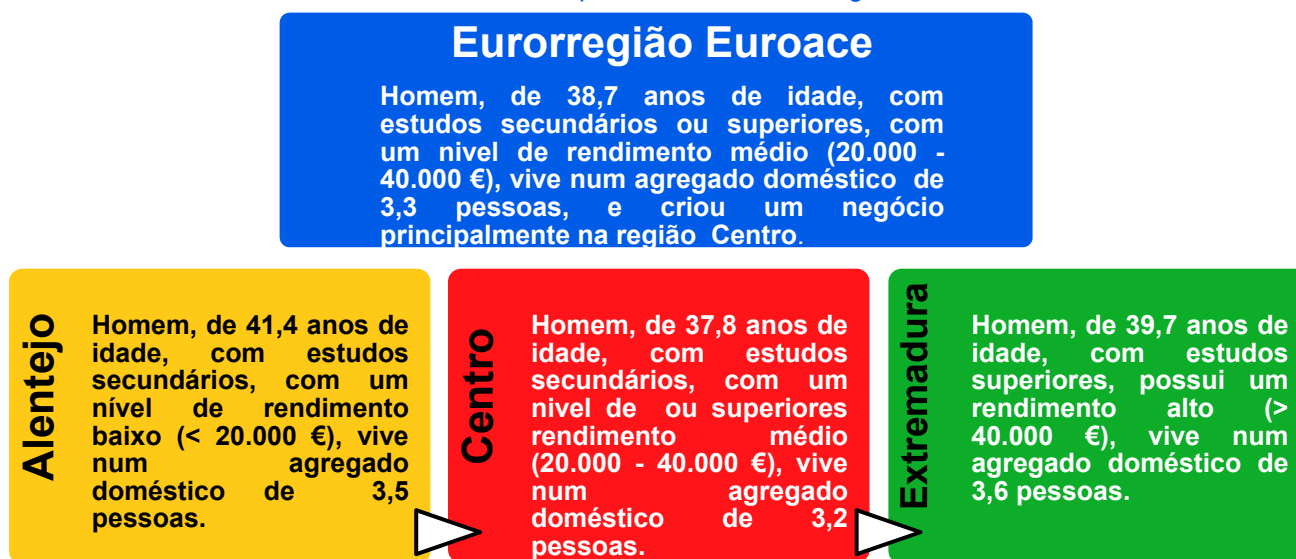 Eurorregião Euroace
Homem, de 38,7 anos de idade, com
estudos secundários ou superiores, com
um nivel de rendimento médio (20.000 -
40.000 €), vive num agregado doméstico de
3,3 pessoas, e criou um negócio
principalmente na região Centro.
Alentejo
Homem, de 41,4 anos de
idade, com estudos
secundários, com um
nível de rendimento
baixo (< 20.000 €), vive
num agregado
doméstico de 3,5
pessoas.
Centro
Homem, de 37,8 anos de
idade, com estudos
secundários, com um
nivel de ou superiores
rendimento médio
(20.000 - 40.000 €), vive
num agregado
doméstico de 3,2
pessoas.
Extremadura
Homem, de 39,7 anos de
idade, com estudos
superiores, possui um
rendimento alto (>
40.000 €), vive num
agregado doméstico de
3,6 pessoas.